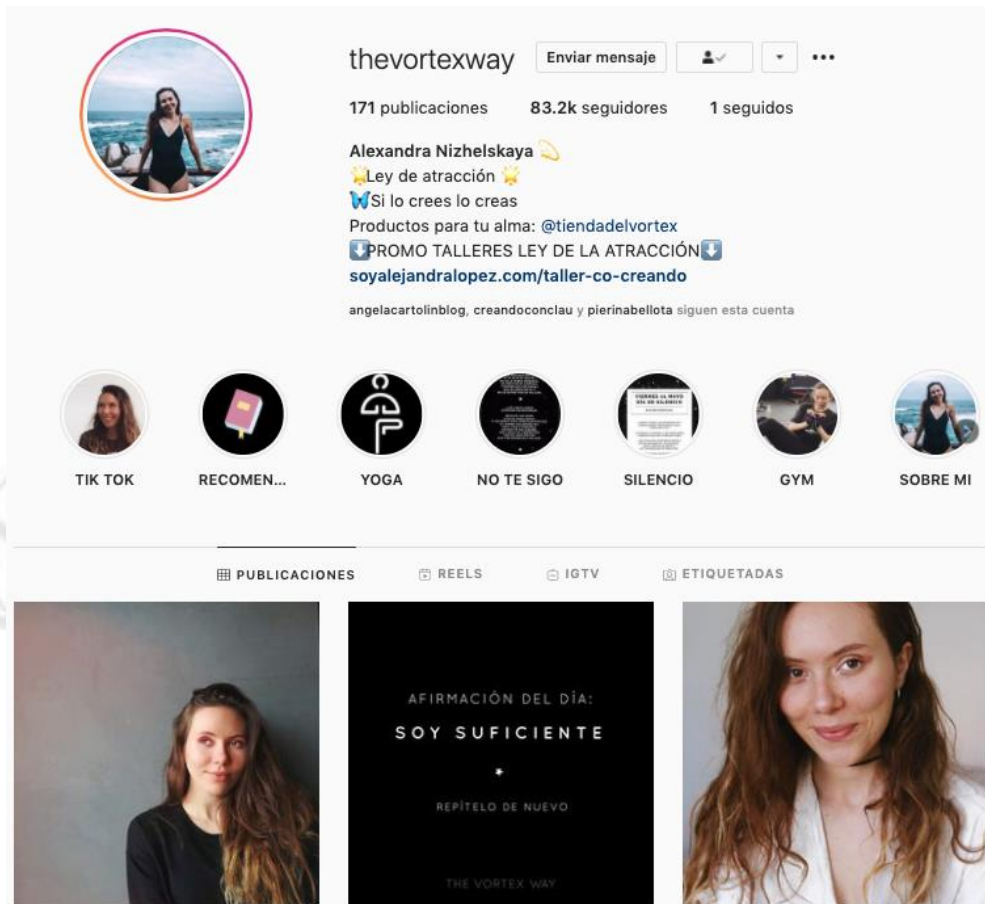 thevortexway Enviar mensaje
171 publicaciones 83.2k seguidores 1 seguidos
Alexandra Nizhelskaya 💫
🌟Ley de atracción 🌟
🦋Si lo crees lo creas
Productos para tu alma: @tiendadelvortex
⬇️PROMO TALLERES LEY DE LA ATRACCIÓN⬇️
soyalejandralopez.com/taller-co-creando
angelacartolinblog, creandoconclau y pierinabellota siguen esta cuenta
VIERNES
TIK TOK RECOMEN... YOGA NO TE SIGO SILENCIO GYM SOBRE MI
PUBLICACIONES REELS IGTV ETIQUETADAS
AFIRMACIÓN DEL DÍA:
SOY SUFICIENTE
REPÍTELO DE NUEVO
THE VORTEX WAY